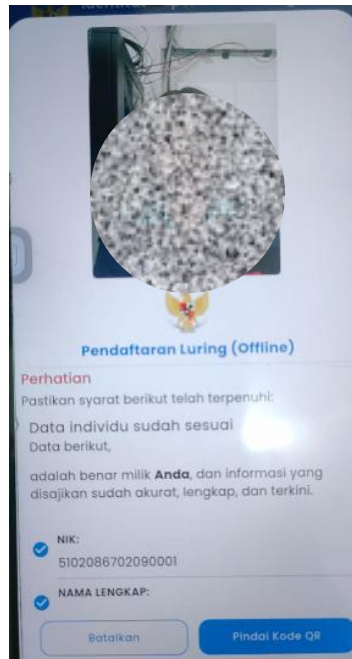 Pendaftaran Luring (Offline)
Perhatian
Pastikan syarat berikut telah terpenuhi:
Data individu sudah sesuai
Data berikut,
adalah benar milik Anda, dan informasi yang
disajikan sudah akurat, lengkap, dan terkini.
NIK:
5102086702090001
NAMA LENGKAP:
Batalkan
Pindai Kode QR